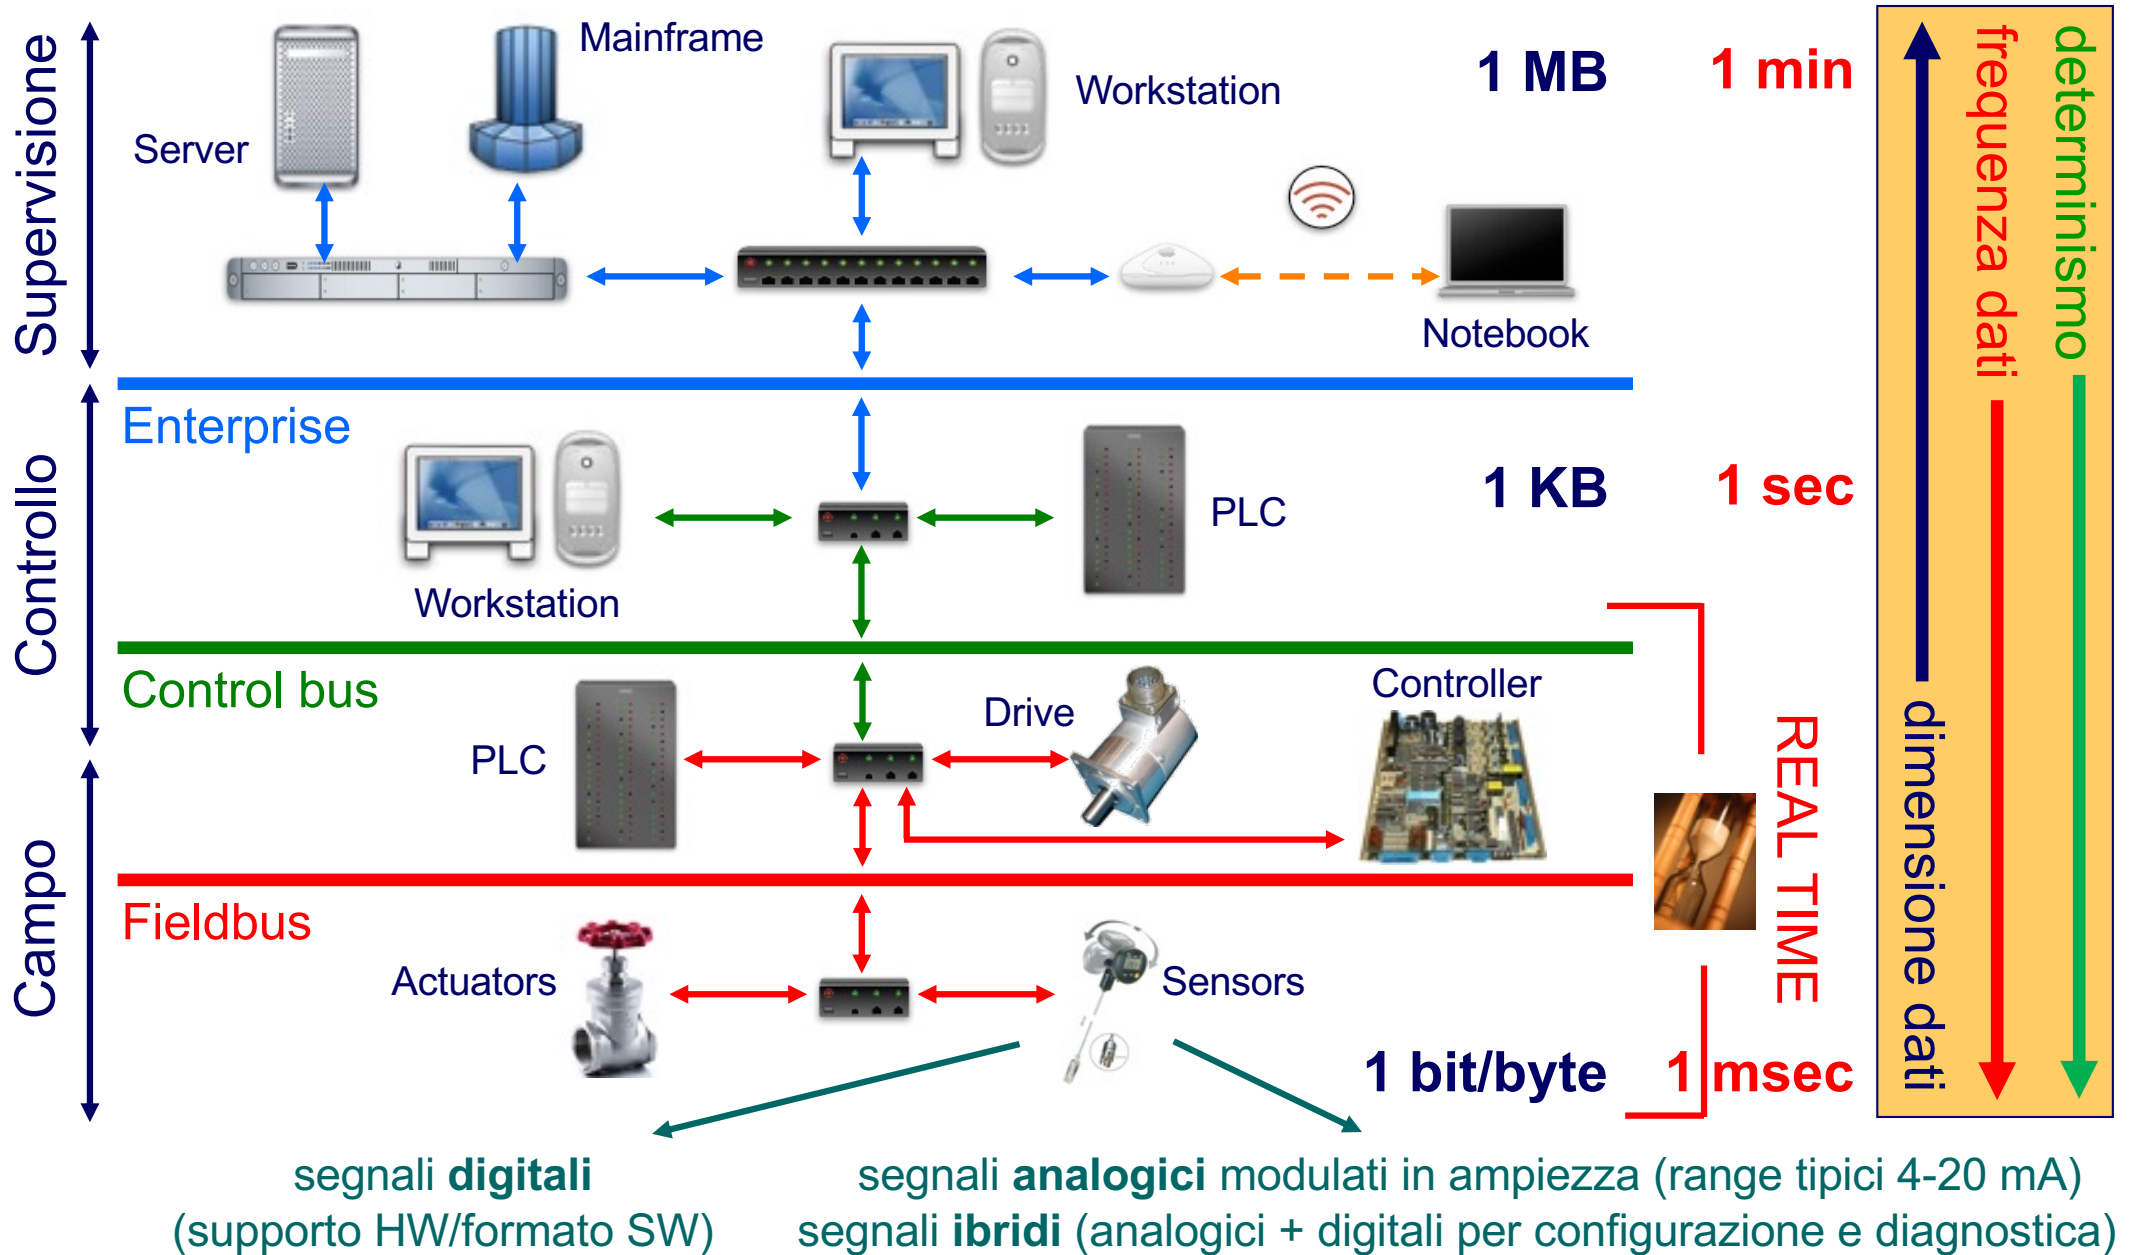 Supervisione
Server
Mainframe
Workstation
Notebook
1 MB
1 min
Enterprise
Controllo
Workstation
PLC
1 KB
1 sec
Control bus
PLC
Drive
Controller
Campo
Fieldbus
Actuators
Sensors
1 bit/byte
1 msec
REAL TIME
dimensione dati
frequenza dati
determinismo
segnali digitali
(supporto HW/formato SW)
segnali analogici modulati in ampiezza (range tipici 4-20 mA)
segnali ibridi (analogici + digitali per configurazione e diagnostica)